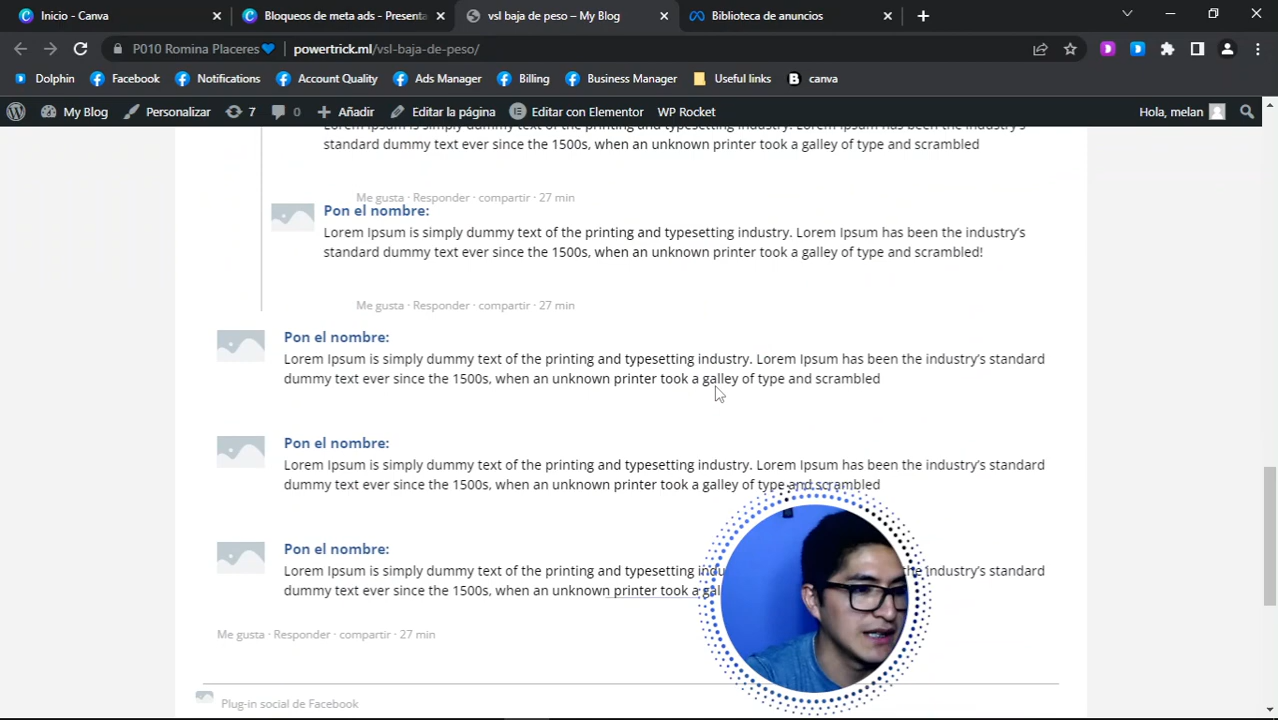 Inicio - Canva
Bloqueos de meta ads - Presenta
vsl baja de peso – My Blog
Biblioteca de anuncios
P010 Romina Placeres💙
powertrick.ml/vsl-baja-de-peso/
Dolphin
Facebook
Notifications
Account Quality
Ads Manager
Billing
Business Manager
Useful links
canva
My Blog
Personalizar
7
0
Añadir
Editar la página
Editar con Elementor
WP Rocket
Hola, melan
Lorem Ipsum is simply dummy text of the printing and typesetting industry. Lorem Ipsum has been the industry's
standard dummy text ever since the 1500s, when an unknown printer took a galley of type and scrambled
Me gusta · Responder · compartir · 27 min
Pon el nombre:
Lorem Ipsum is simply dummy text of the printing and typesetting industry. Lorem Ipsum has been the industry's
standard dummy text ever since the 1500s, when an unknown printer took a galley of type and scrambled!
Me gusta · Responder · compartir · 27 min
Pon el nombre:
Lorem Ipsum is simply dummy text of the printing and typesetting industry. Lorem Ipsum has been the industry's standard
dummy text ever since the 1500s, when an unknown printer took a galley of type and scrambled
Pon el nombre:
Lorem Ipsum is simply dummy text of the printing and typesetting industry. Lorem Ipsum has been the industry's standard
dummy text ever since the 1500s, when an unknown printer took a galley of type and scrambled
Pon el nombre:
Lorem Ipsum is simply dummy text of the printing and typesetting the industry's standard
dummy text ever since the 1500s, when an unknown printer took a
Me gusta · Responder · compartir · 27 min
Plug-in social de Facebook